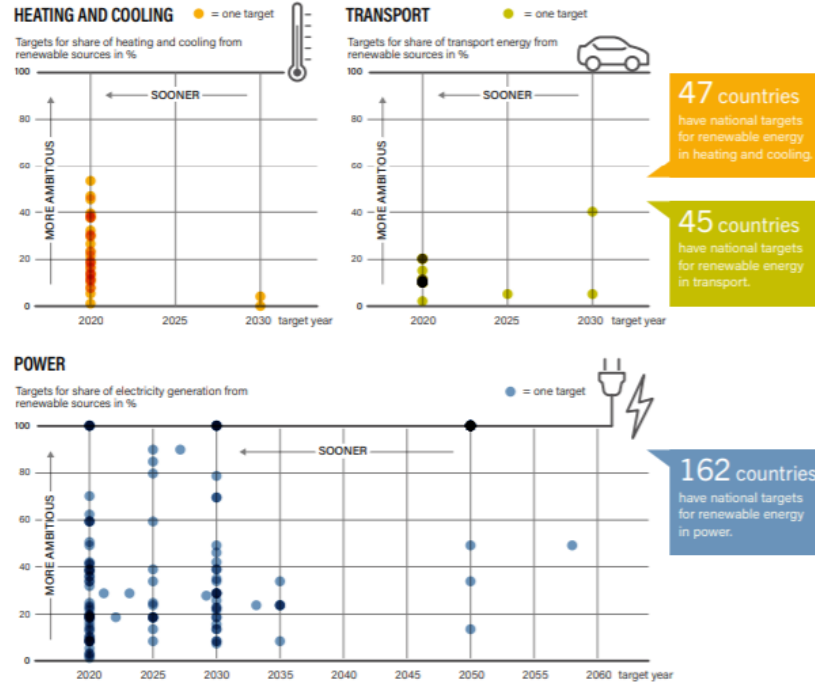 HEATING AND COOLING
= one target
Targets for share of heating and cooling from
renewable sources in %
100
80
60
40
20
0
SOONER
MORE AMBITIOUS
2020
2025
2030
target year
TRANSPORT
= one target
Targets for share of transport energy from
renewable sources in %
100
80
60
40
20
0
SOONER
MORE AMBITIOUS
2020
2025
2030
target year
47 countries
have national targets
for renewable energy
in heating and cooling.
45 countries
have national targets
for renewable energy
in transport.
POWER
Targets for share of electricity generation from
renewable sources in %
= one target
100
80
60
40
20
0
SOONER
MORE AMBITIOUS
2020
2025
2030
2035
2040
2045
2050
2055
2060
target year
162 countries
have national targets
for renewable energy
in power.